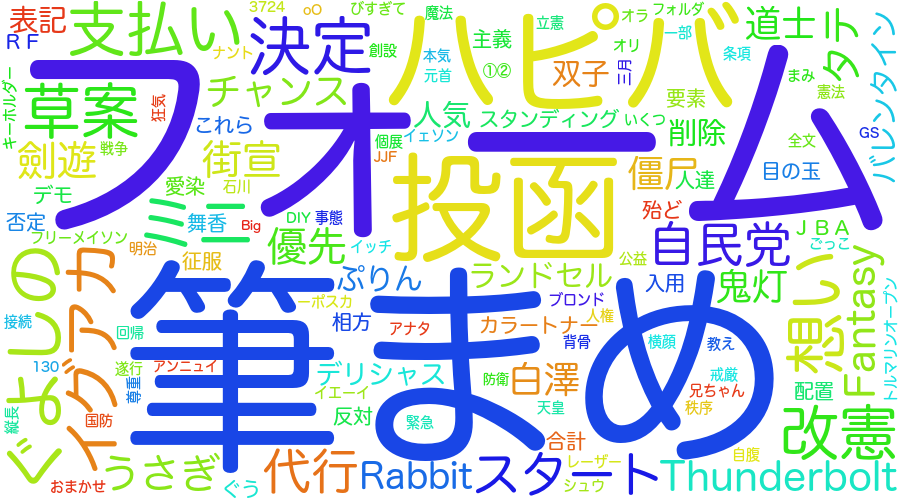 表記
支払い
決定
3724
oO
びすぎて
魔法
オラ
フォルダ
立憲
一部
道士
タテ
バレンタイン
ＲＦ
ナント
創設
本気
元首
主義
①②
ハピバ
双子
オリ
三月
条項
まみ
憲法
キーホルダー
草案
狂気
チャンス
人気
スタンディング
いくつ
要素
削除
全文
GS
戦争
これら
個展
イェソン
フォーム
劍遊
街宣
JJF
投函
僵尸
人達
目の玉
デモ
愛染
石川
殆ど
否定
ミニ
舞香
Big
DIY
事態
自民党
ＪＢＡ
ごっこ
フリーメイソン
明治
征服
優先
イッチ
公益
ぐよしの
イグァナ
ぷりん
ランドセル
入用
鬼灯
想い
Fantasy
トルマリンオープン
ーポスカ
ブロンド
人権
接続
回帰
相方
アナタ
カラートナー
背骨
横顔
教え
130
遂行
アンニュイ
筆まめ
デリシャス
防衛
白澤
戒厳
兄ちゃん
配置
尊重
イエーイ
縦長
国防
反対
緊急
天皇
秩序
改憲
合計
自腹
おまかせ
うさぎ
ぐう
代行
Rabbit
スタート
レーザー
シュウ
Thunderbolt